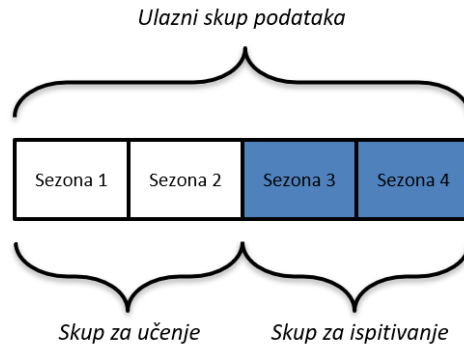 Ulazni skup podataka
Sezona 1
Sezona 2
Sezona 3
Sezona 4
Skup za učenje
Skup za ispitivanje